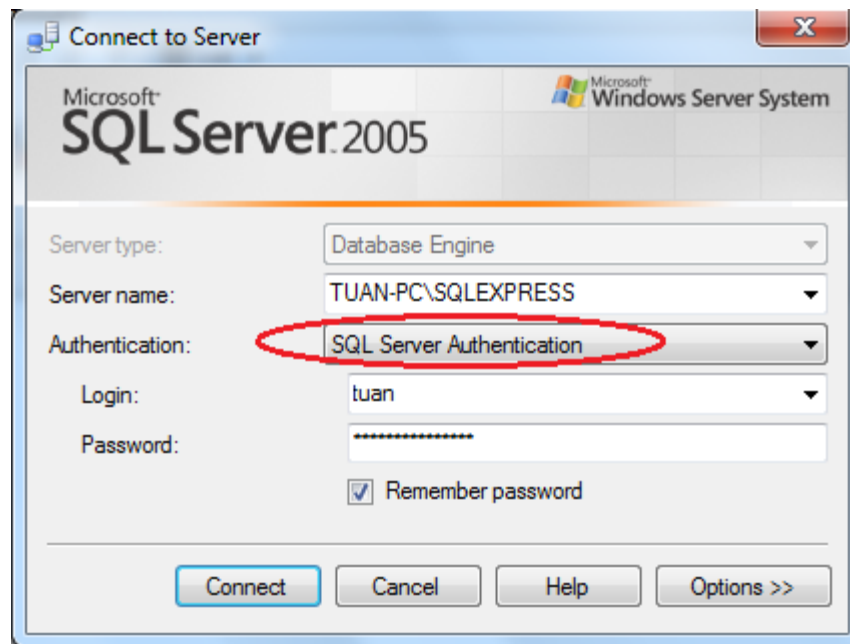 Connect to Server
Microsoft
SQL Server 2005
Microsoft
Windows Server System
Server type: Database Engine
Server name: TUAN-PC\SQLEXPRESS
Authentication: SQL Server Authentication
Login: tuan
Password: ***************
Remember password
Connect Cancel Help Options >>